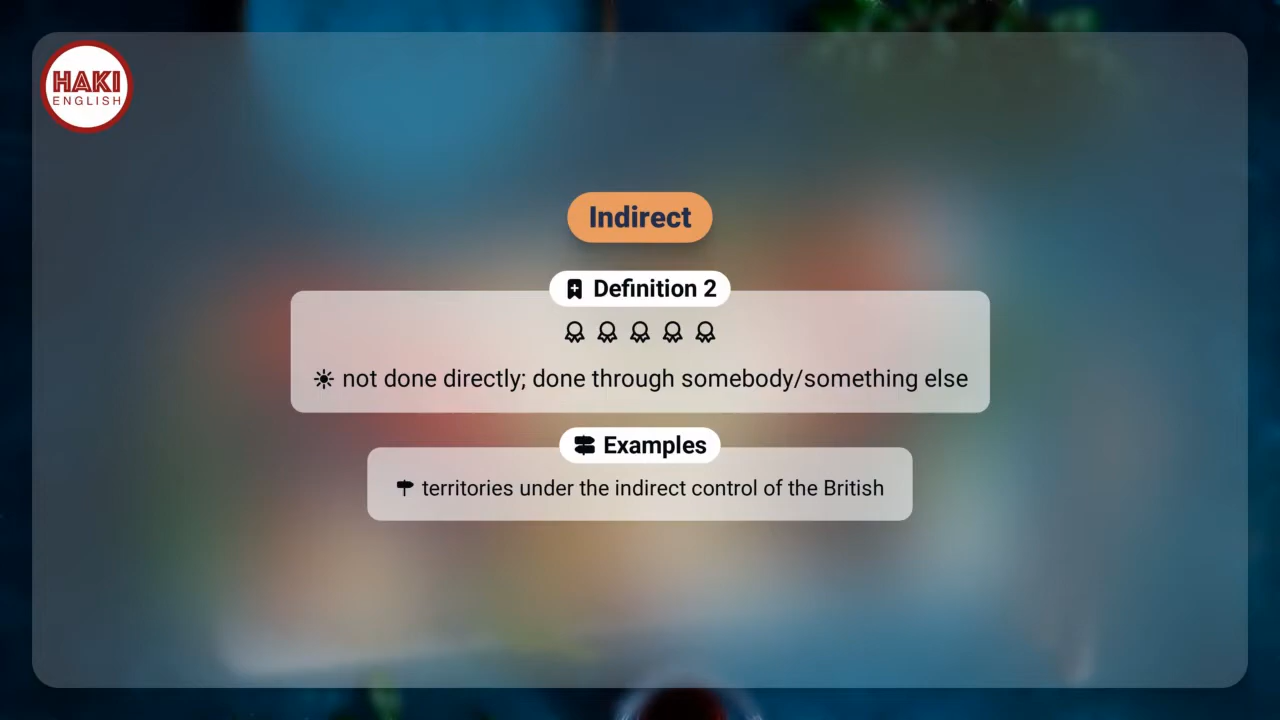 HAKI
ENGLISH
Indirect
Definition 2
not done directly; done through somebody/something else
Examples
territories under the indirect control of the British